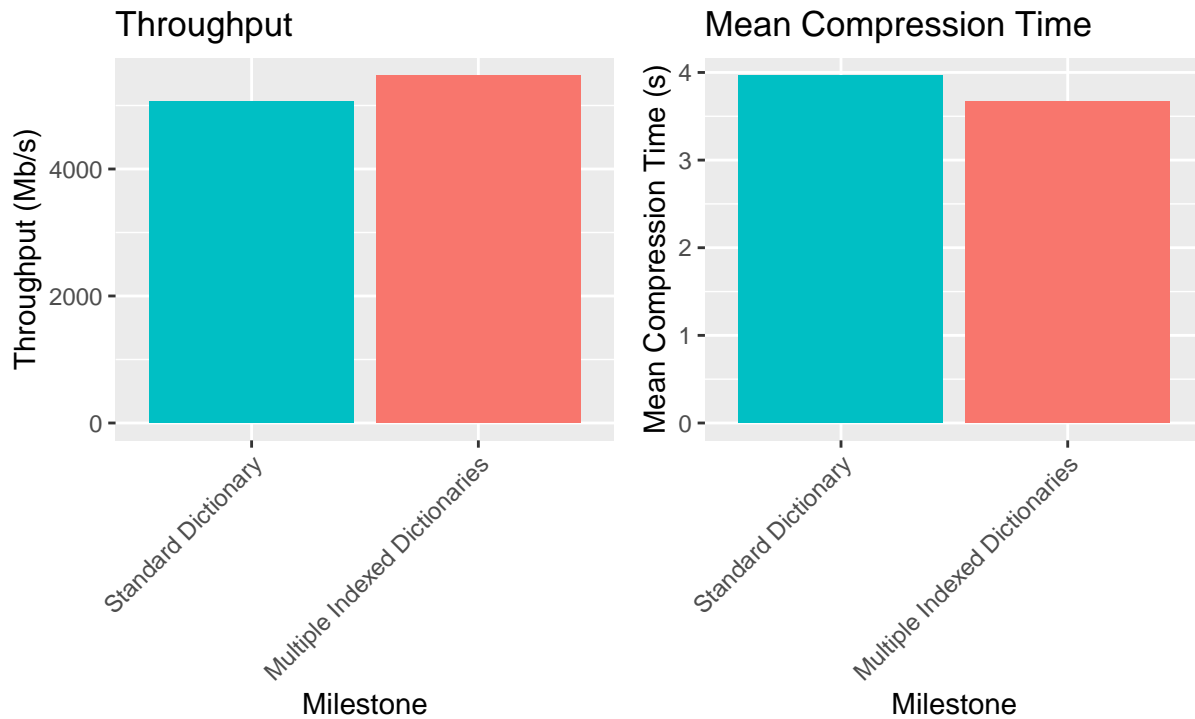 Throughput
Throughput (Mb/s)
4000
2000
0
Standard Dictionary
Multiple Indexed Dictionaries
Milestone
Mean Compression Time
Mean Compression Time (s)
4
3
2
1
0
Standard Dictionary
Multiple Indexed Dictionaries
Milestone